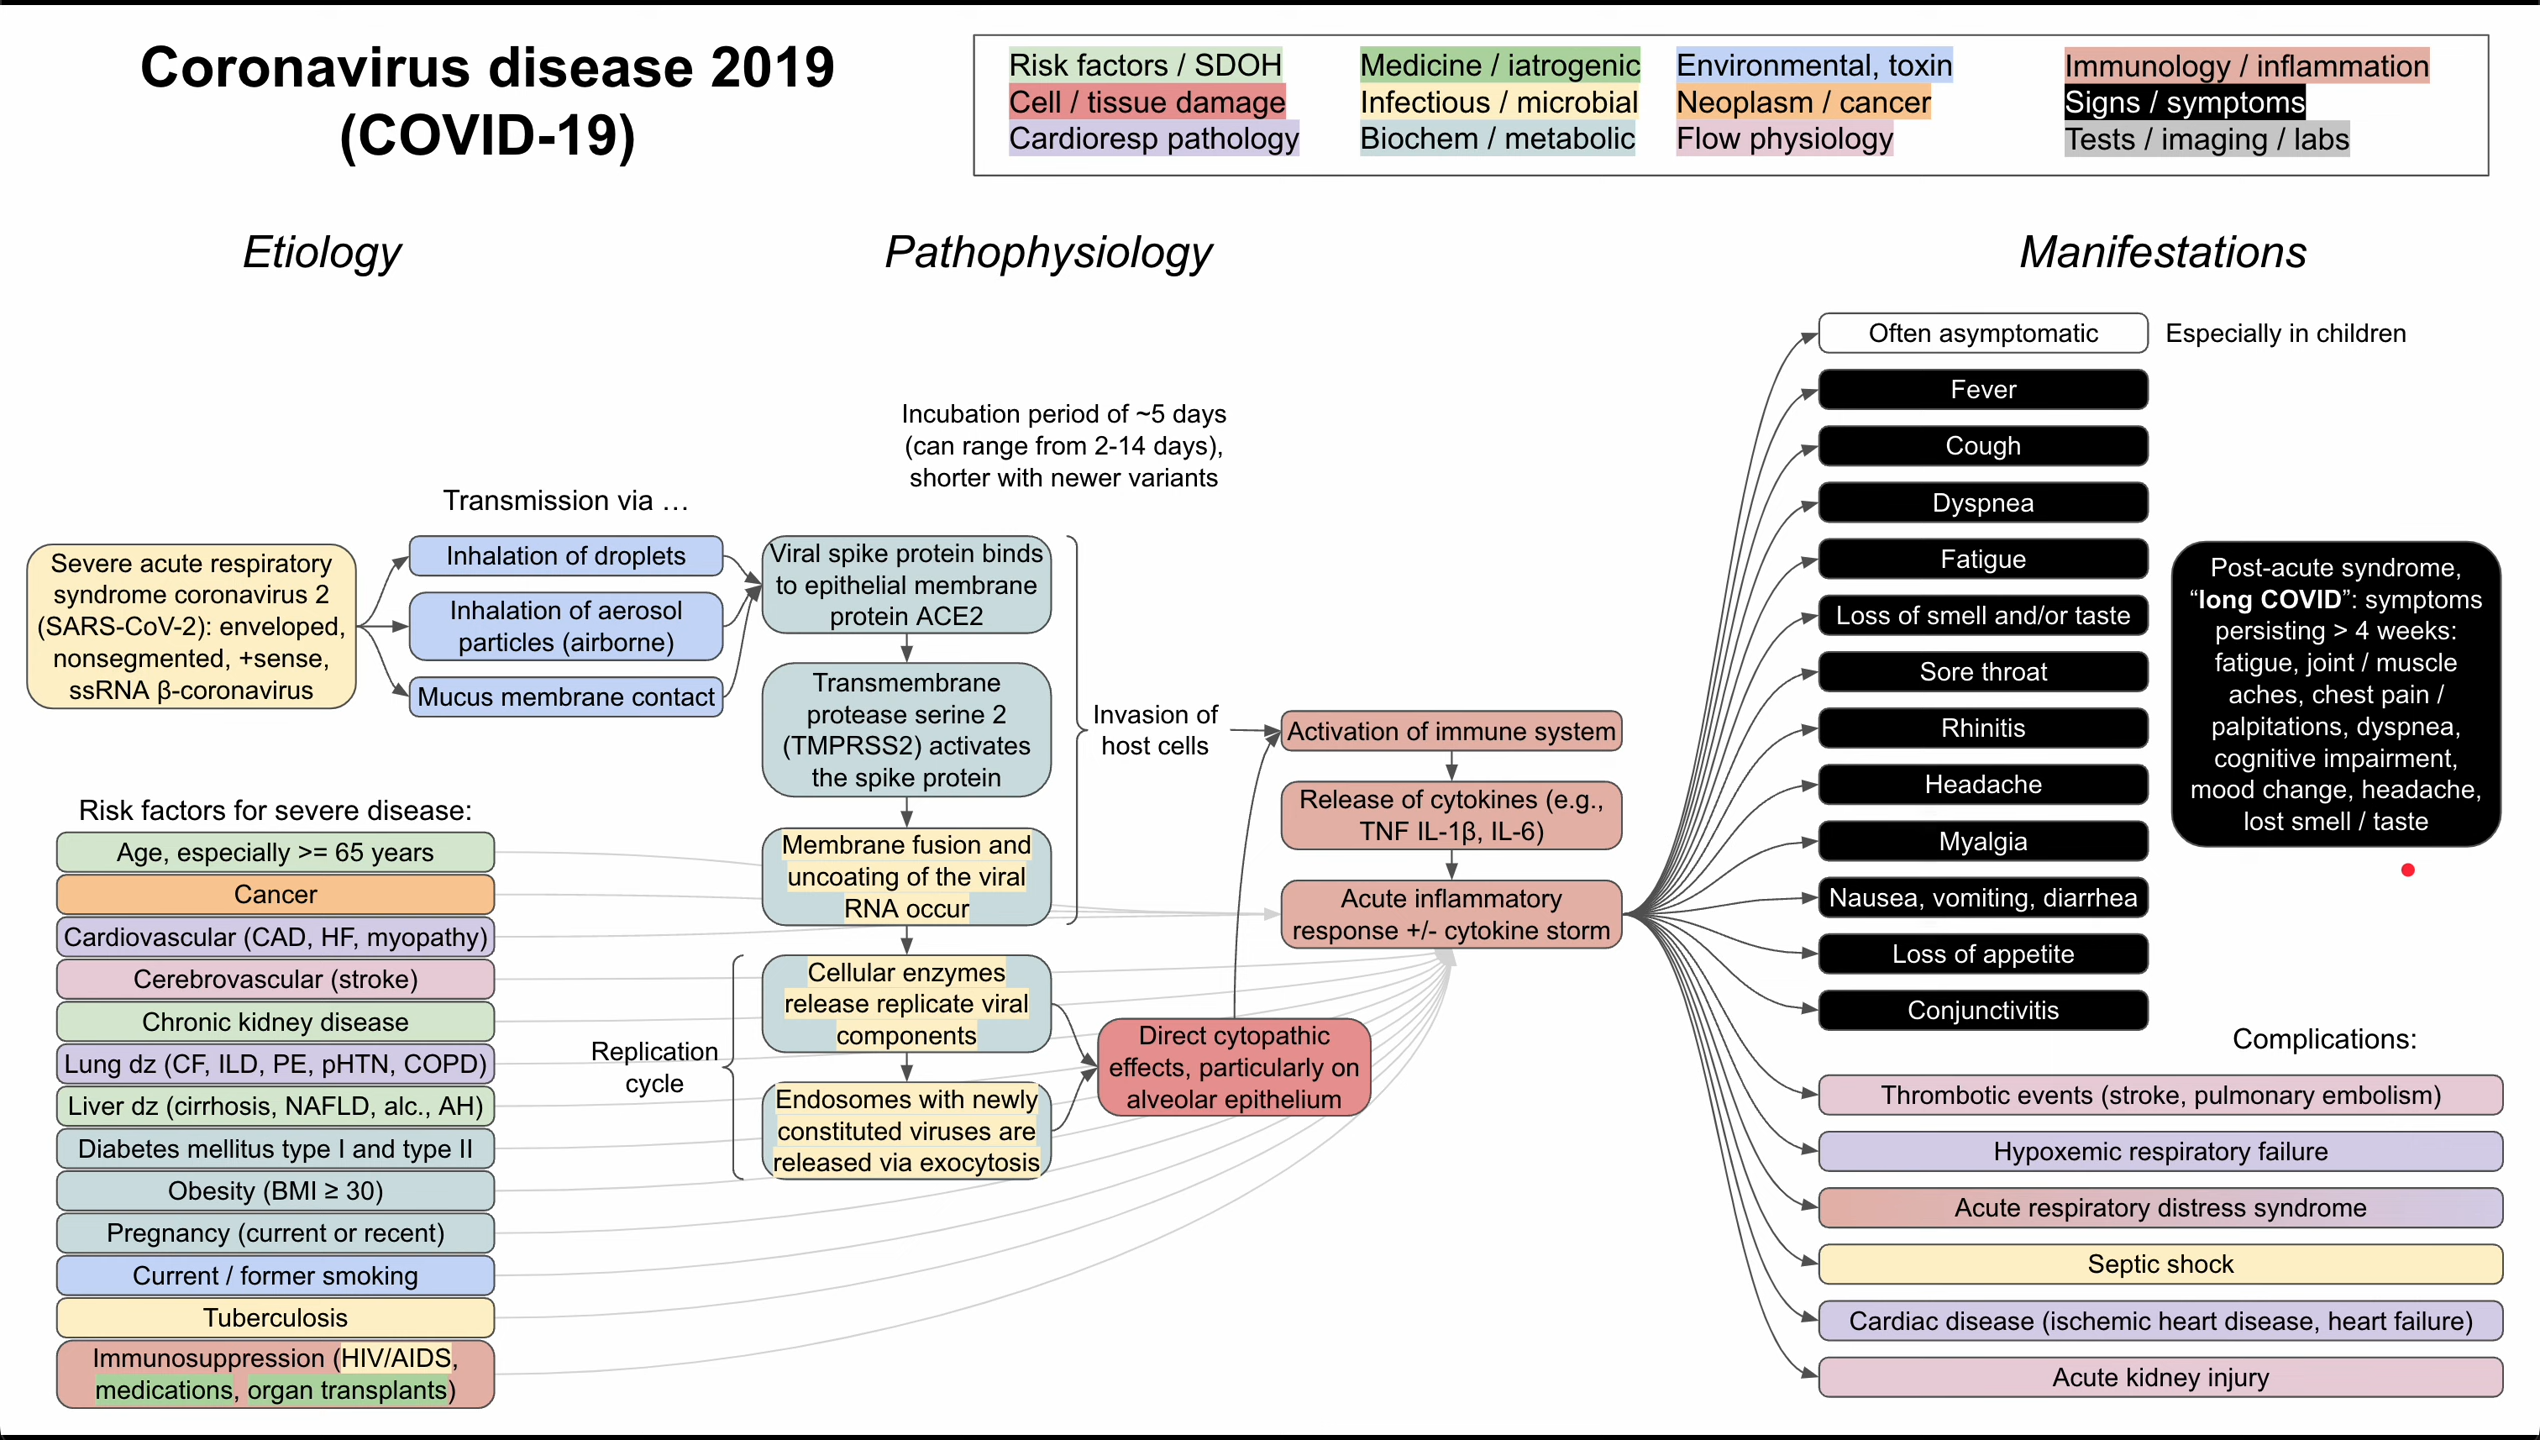 Coronavirus disease 2019
(COVID-19)
Risk factors / SDOH
Cell / tissue damage
Cardioresp pathology
Medicine / iatrogenic
Infectious / microbial
Biochem / metabolic
Environmental, toxin
Neoplasm / cancer
Flow physiology
Immunology / inflammation
Signs / symptoms
Tests / imaging / labs
Etiology
Pathophysiology
Manifestations
Severe acute respiratory
syndrome coronavirus 2
(SARS-CoV-2): enveloped,
nonsegmented, +sense,
ssRNA β-coronavirus
Transmission via …
Inhalation of droplets
Inhalation of aerosol
particles (airborne)
Mucus membrane contact
Risk factors for severe disease:
Age, especially >= 65 years
Cancer
Cardiovascular (CAD, HF, myopathy)
Cerebrovascular (stroke)
Chronic kidney disease
Lung dz (CF, ILD, PE, pHTN, COPD)
Liver dz (cirrhosis, NAFLD, alc., AH)
Diabetes mellitus type I and type II
Obesity (BMI ≥ 30)
Pregnancy (current or recent)
Current / former smoking
Tuberculosis
Immunosuppression (HIV/AIDS,
medications, organ transplants)
Incubation period of ~5 days
(can range from 2-14 days),
shorter with newer variants
Viral spike protein binds
to epithelial membrane
protein ACE2
Transmembrane
protease serine 2
(TMPRSS2) activates
the spike protein
Membrane fusion and
uncoating of the viral
RNA occur
Invasion of
host cells
Replication
cycle
Cellular enzymes
release replicate viral
components
Endosomes with newly
constituted viruses are
released via exocytosis
Direct cytopathic
effects, particularly on
alveolar epithelium
Activation of immune system
Release of cytokines (e.g.,
TNF IL-1β, IL-6)
Acute inflammatory
response +/- cytokine storm
Often asymptomatic
Especially in children
Fever
Cough
Dyspnea
Fatigue
Loss of smell and/or taste
Sore throat
Rhinitis
Headache
Myalgia
Nausea, vomiting, diarrhea
Loss of appetite
Conjunctivitis
Post-acute syndrome,
“long COVID”: symptoms
persisting > 4 weeks:
fatigue, joint / muscle
aches, chest pain /
palpitations, dyspnea,
cognitive impairment,
mood change, headache,
lost smell / taste
Complications:
Thrombotic events (stroke, pulmonary embolism)
Hypoxemic respiratory failure
Acute respiratory distress syndrome
Septic shock
Cardiac disease (ischemic heart disease, heart failure)
Acute kidney injury